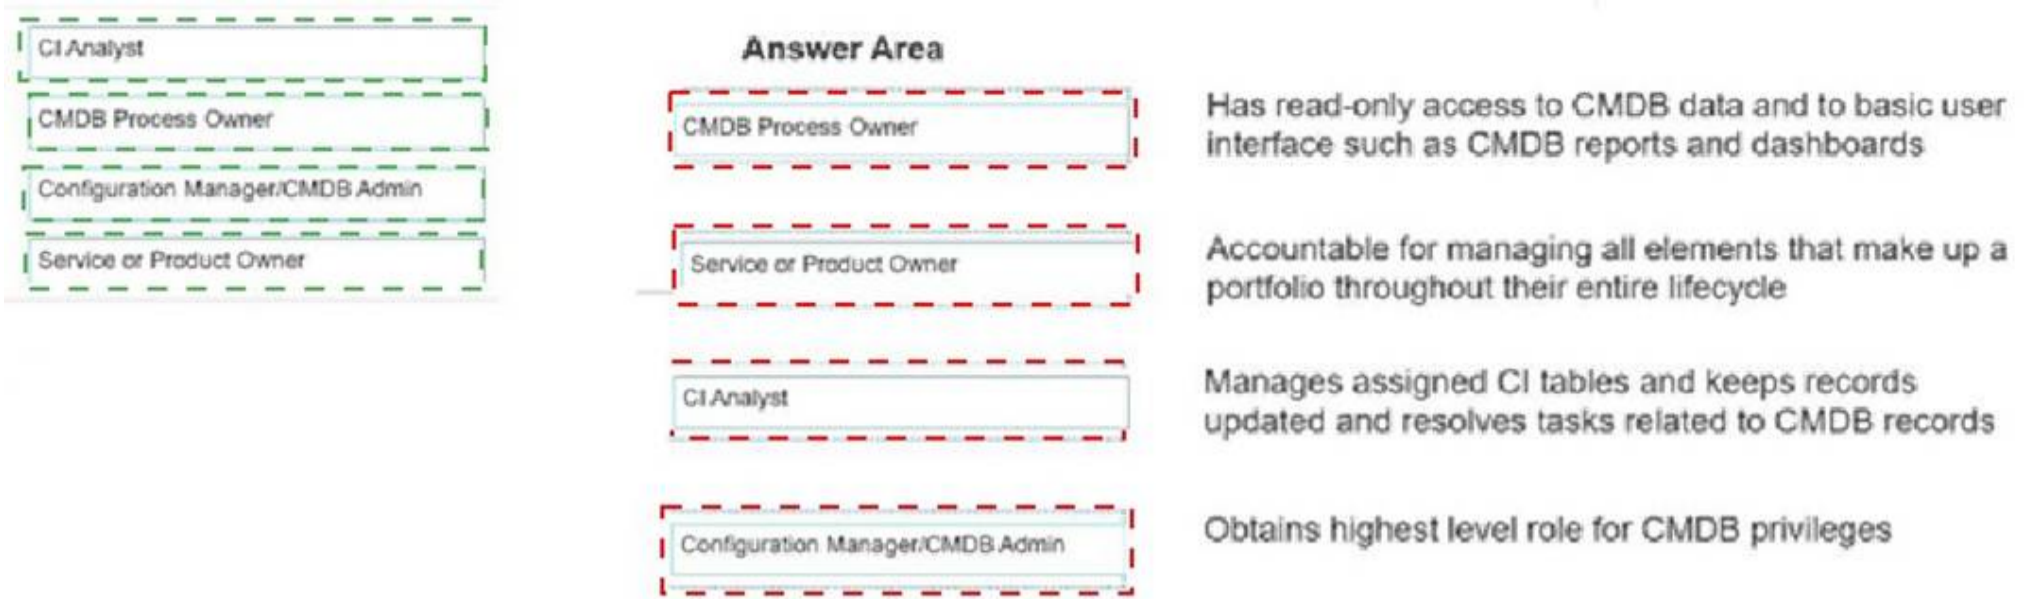 CI Analyst
CMDB Process Owner
Configuration Manager/CMDB Admin
Service or Product Owner
Answer Area
CMDB Process Owner
Has read-only access to CMDB data and to basic user
interface such as CMDB reports and dashboards
Service or Product Owner
Accountable for managing all elements that make up a
portfolio throughout their entire lifecycle
CI Analyst
Manages assigned CI tables and keeps records
updated and resolves tasks related to CMDB records
Configuration Manager/CMDB Admin
Obtains highest level role for CMDB privileges